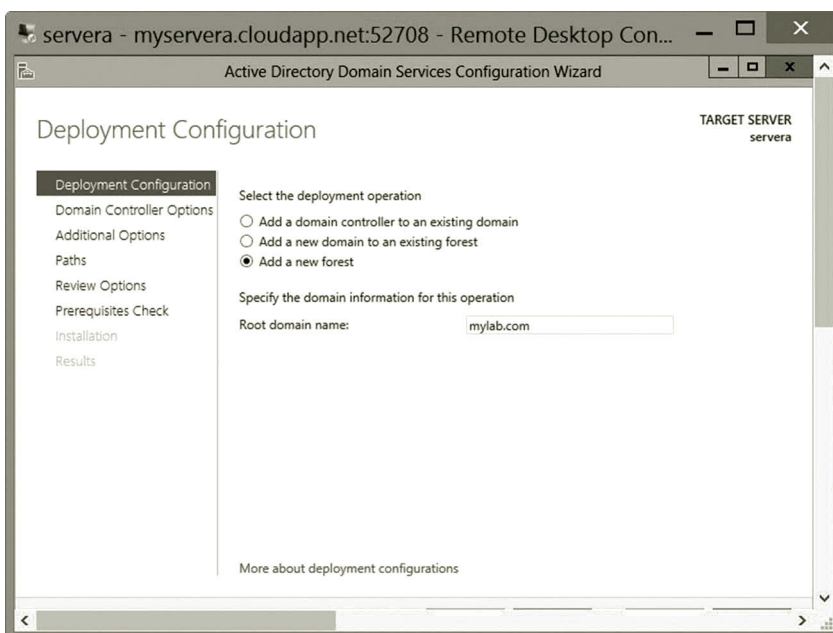 servera - myservera.cloudapp.net:52708 - Remote Desktop Con...
Active Directory Domain Services Configuration Wizard
Deployment Configuration
TARGET SERVER
servera
Deployment Configuration
Domain Controller Options
Additional Options
Paths
Review Options
Prerequisites Check
Installation
Results
Select the deployment operation
Add a domain controller to an existing domain
Add a new domain to an existing forest
Add a new forest
Specify the domain information for this operation
Root domain name: mylab.com
More about deployment configurations